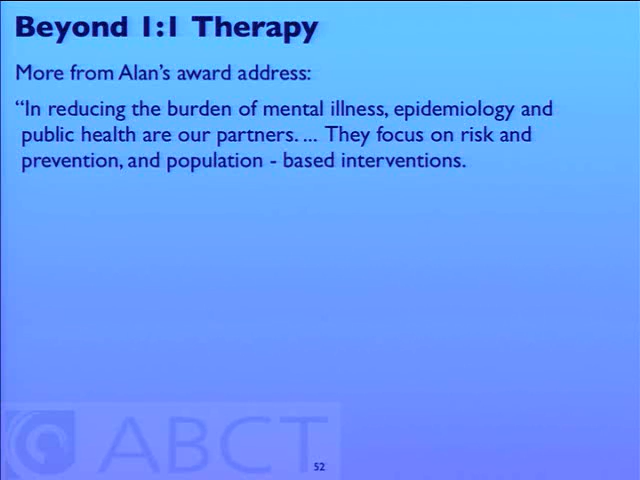 Beyond 1:1 Therapy
More from Alan's award address:
“In reducing the burden of mental illness, epidemiology and
public health are our partners. ... They focus on risk and
prevention, and population - based interventions.
ABCT
52